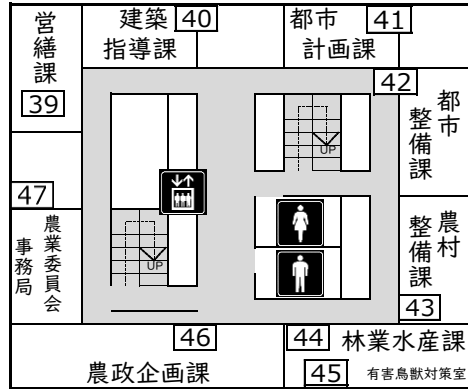 営繕課
39
建築 40
指導課
都市 41
計画課
42
都市
整備課
UP
47
農業委員会
事務局
UP
農村
整備課
43
46
農政企画課
44 林業水産課
45 有害鳥獣対策室